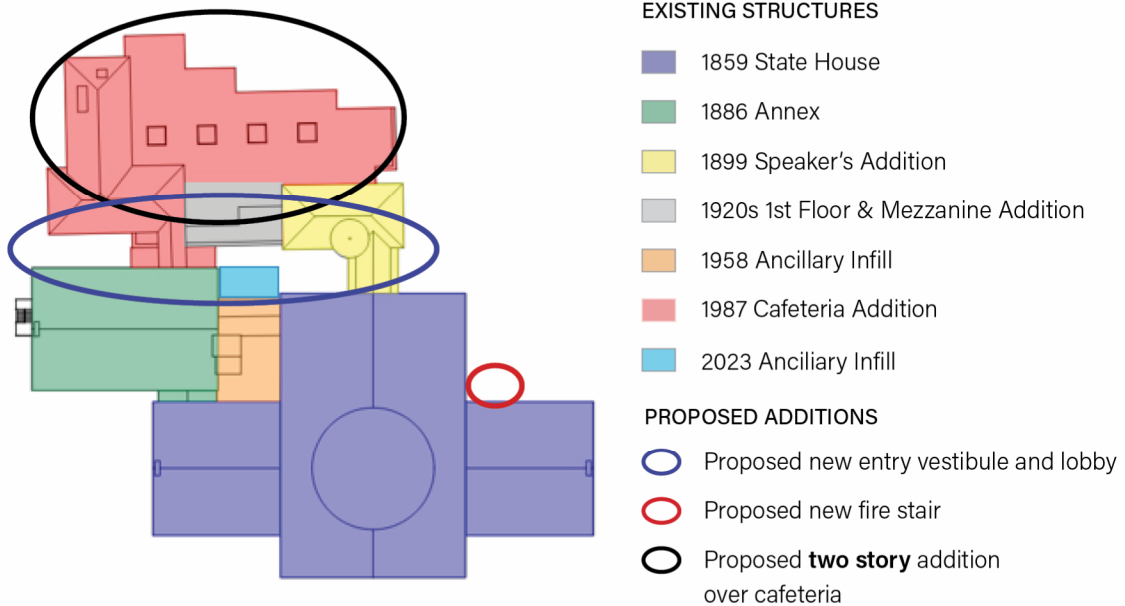 EXISTING STRUCTURES
1859 State House
1886 Annex
1899 Speaker's Addition
1920s 1st Floor & Mezzanine Addition
1958 Ancillary Infill
1987 Cafeteria Addition
2023 Anciliary Infill
PROPOSED ADDITIONS
Proposed new entry vestibule and lobby
Proposed new fire stair
Proposed two story addition
over cafeteria